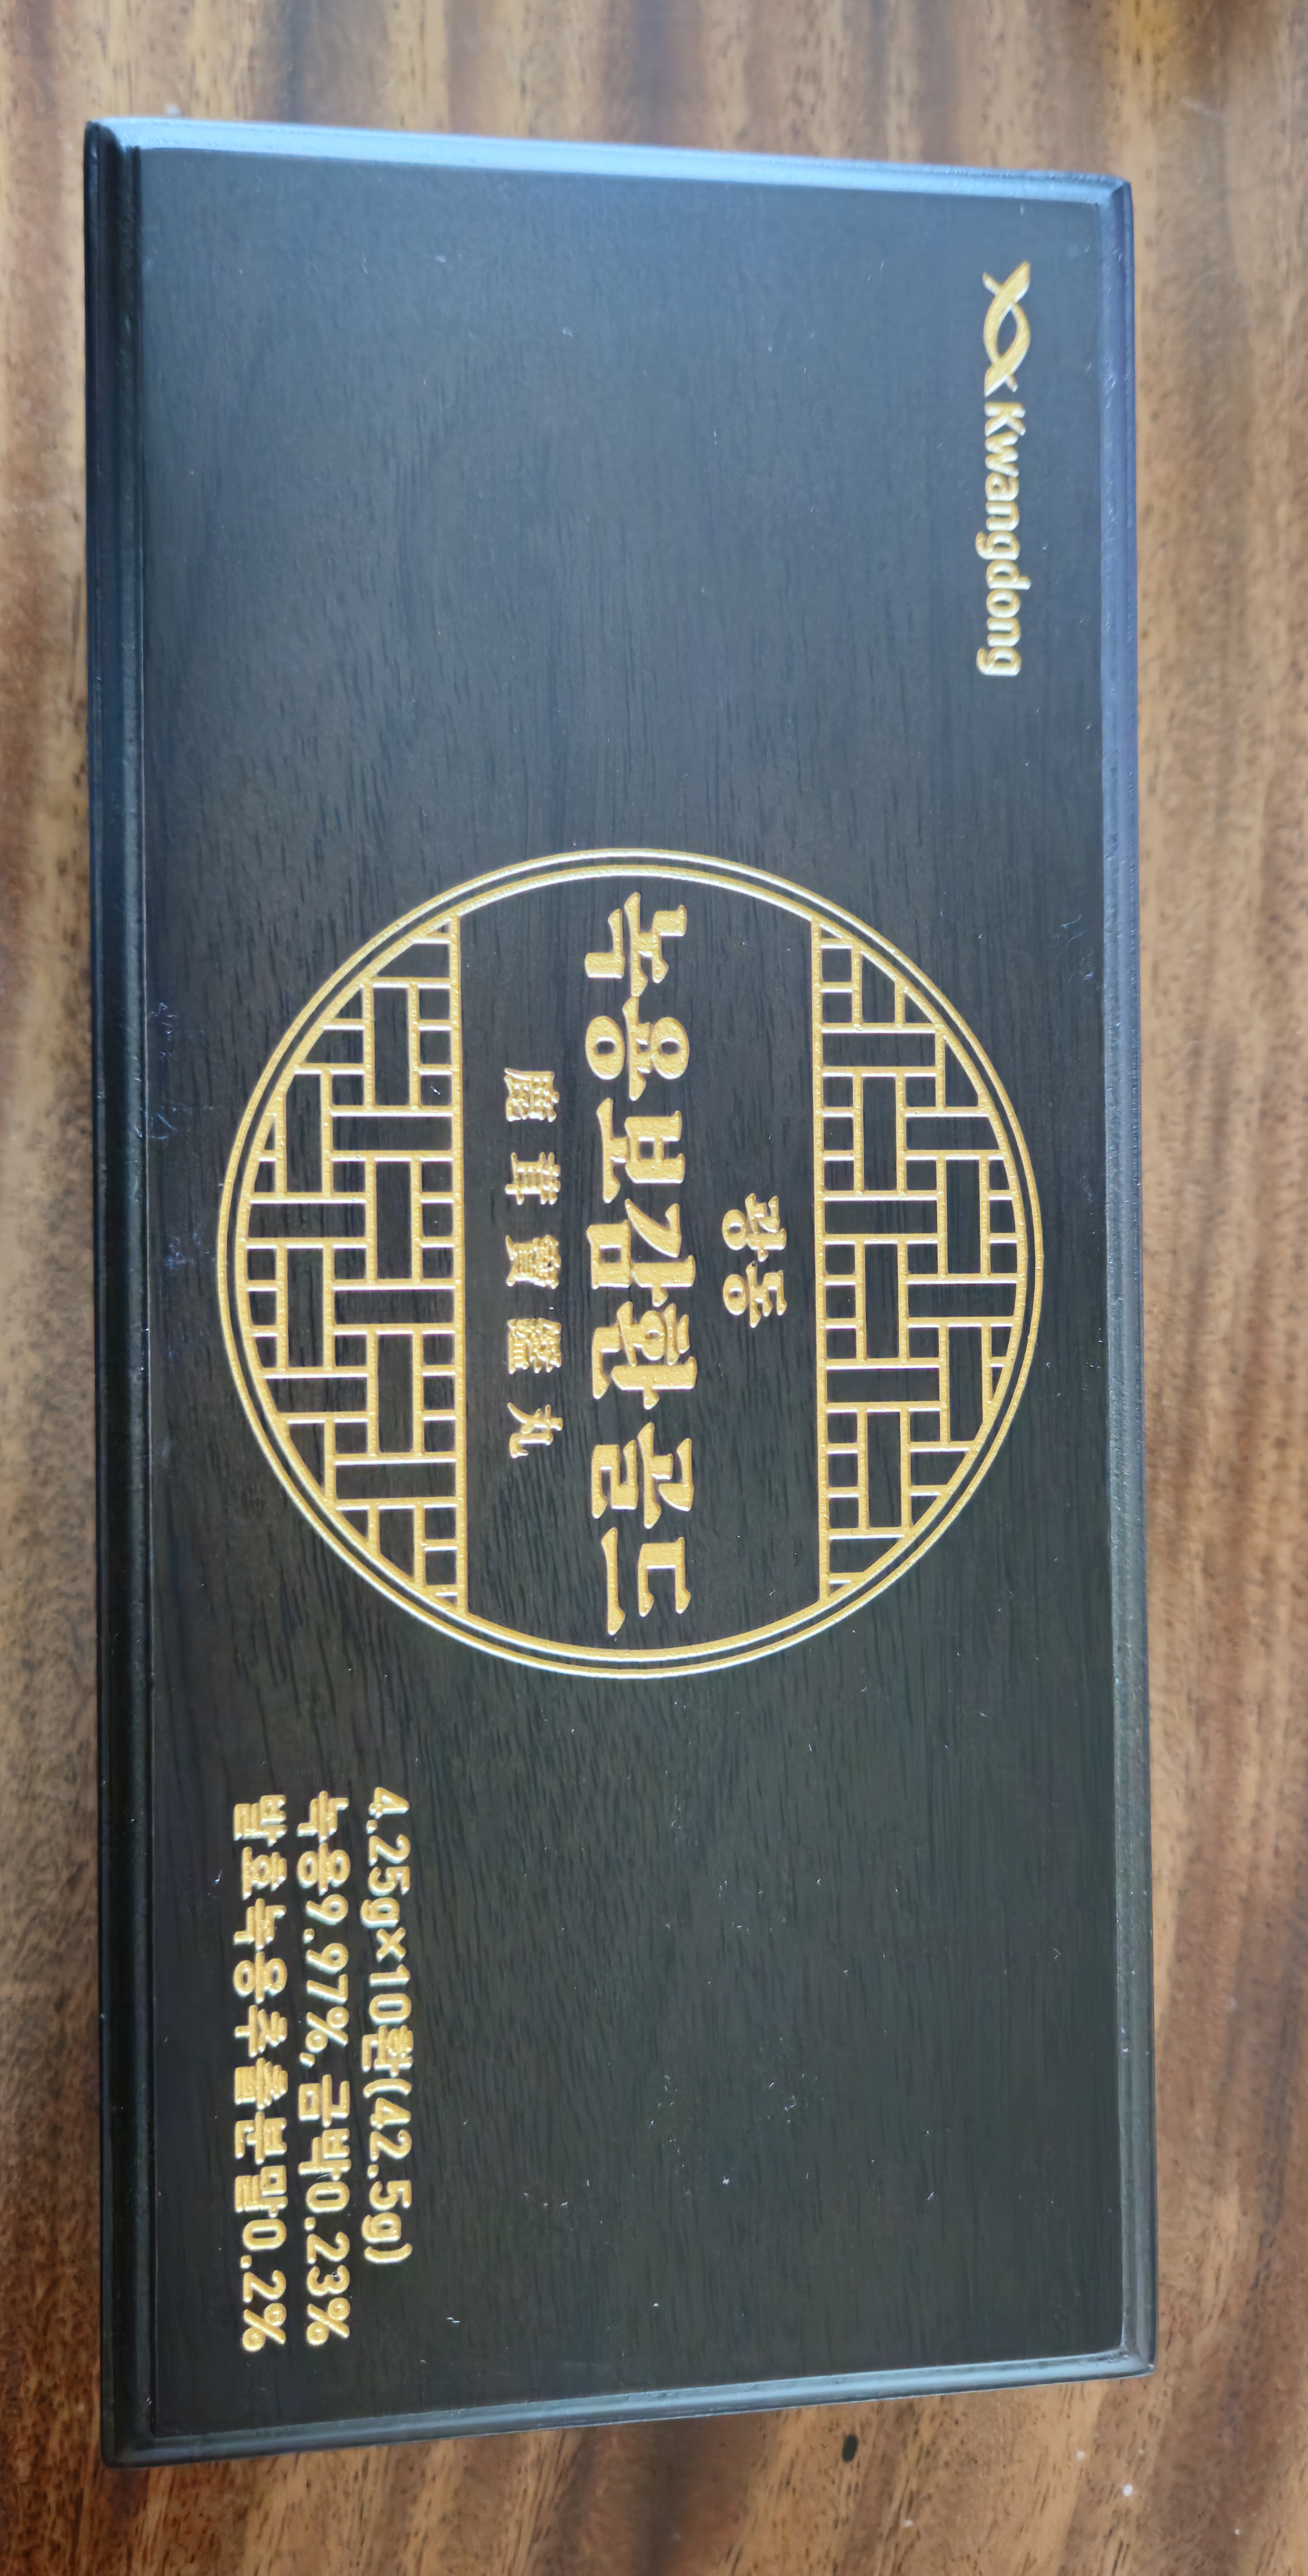 Kwangdong
광동
녹용보감환골드
鹿茸寶鑑丸
4.25g×10환(42.5g)
녹용9.97%, 금박0.23%
발효녹용추출분말0.2%